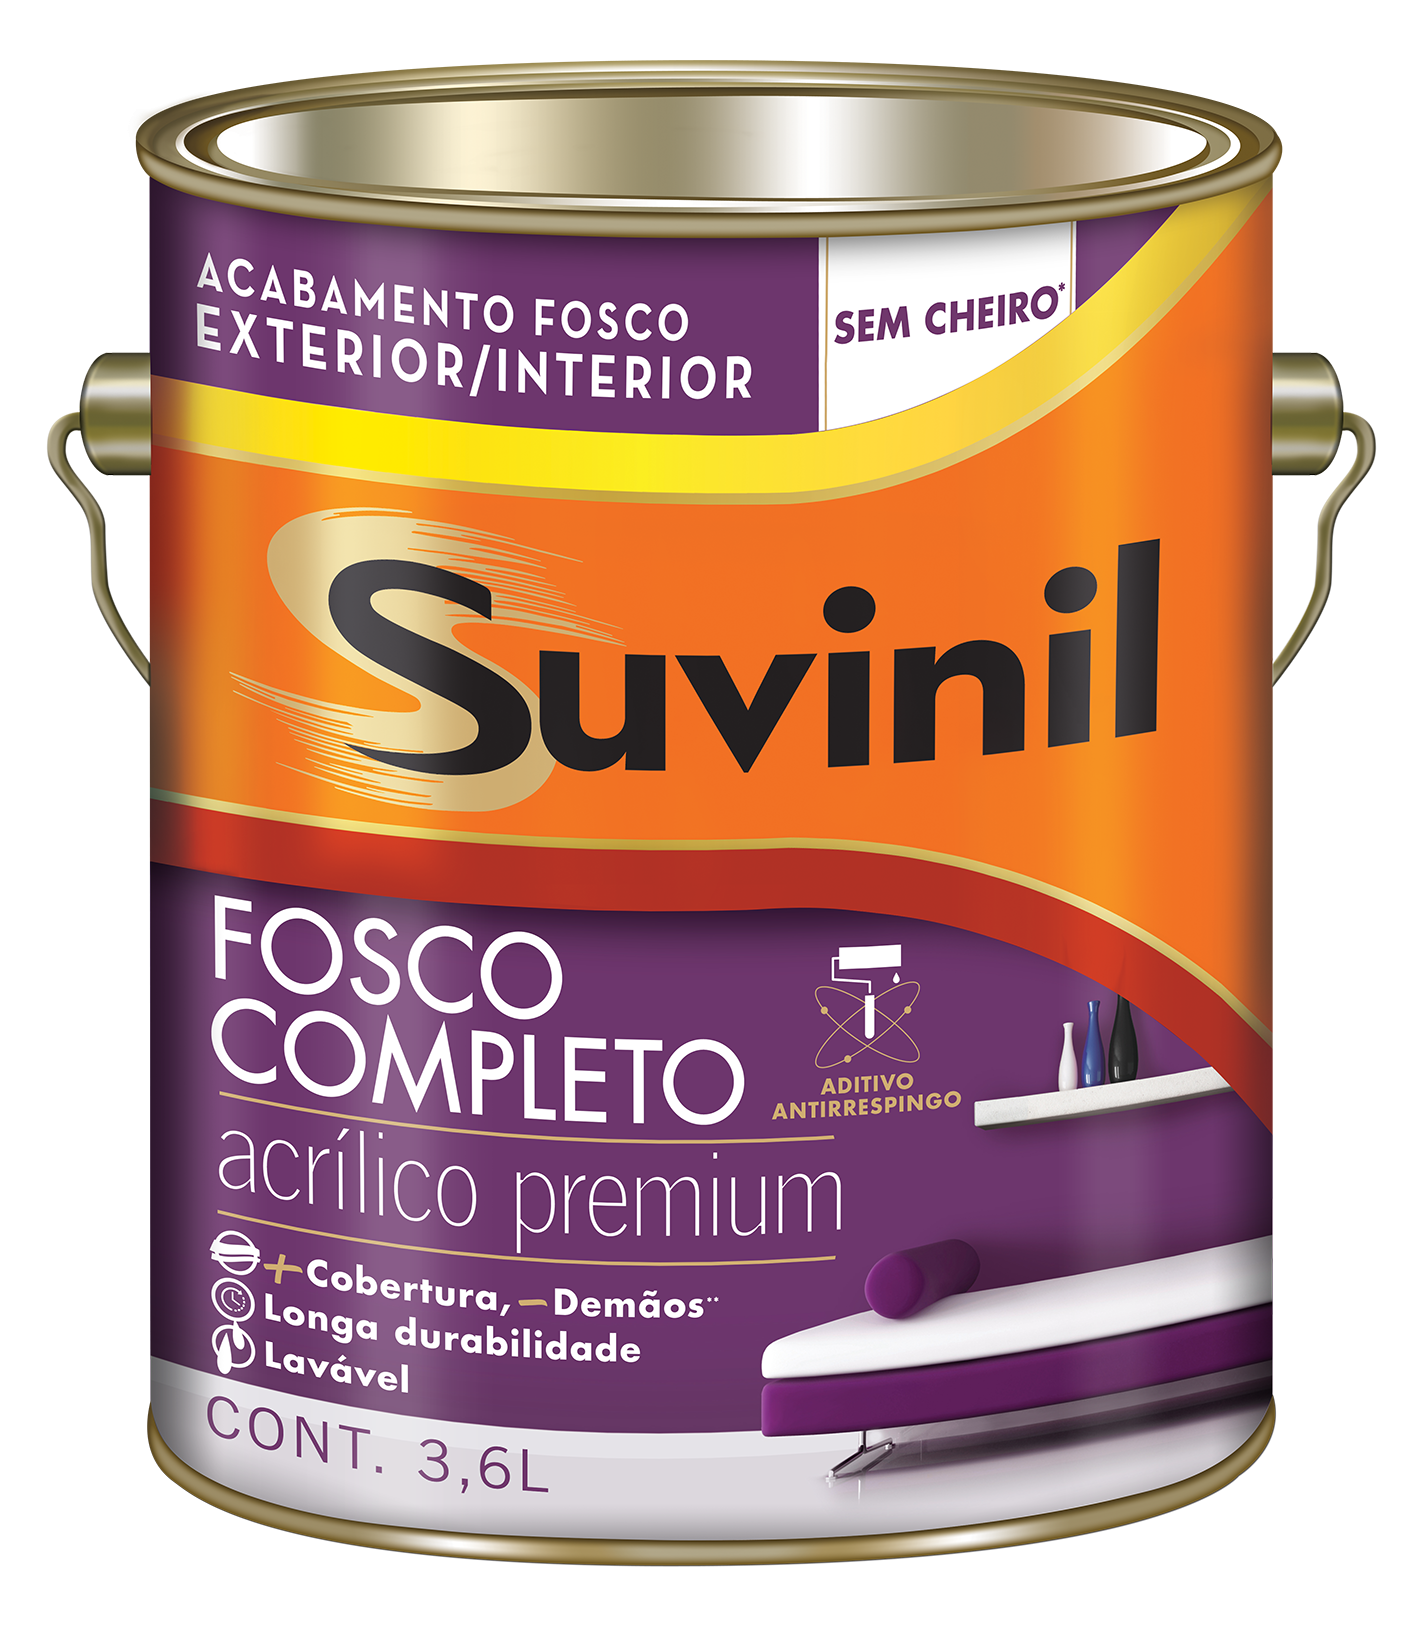 ACABAMENTO FOSCO
EXTERIOR/INTERIOR
SEM CHEIRO*
Suvinil
FOSCO
COMPLETO
acrílico premium
ADITIVO
ANTIRRESPINGO
+Cobertura, –Demãos**
Longa durabilidade
Lavável
CONT. 3,6L